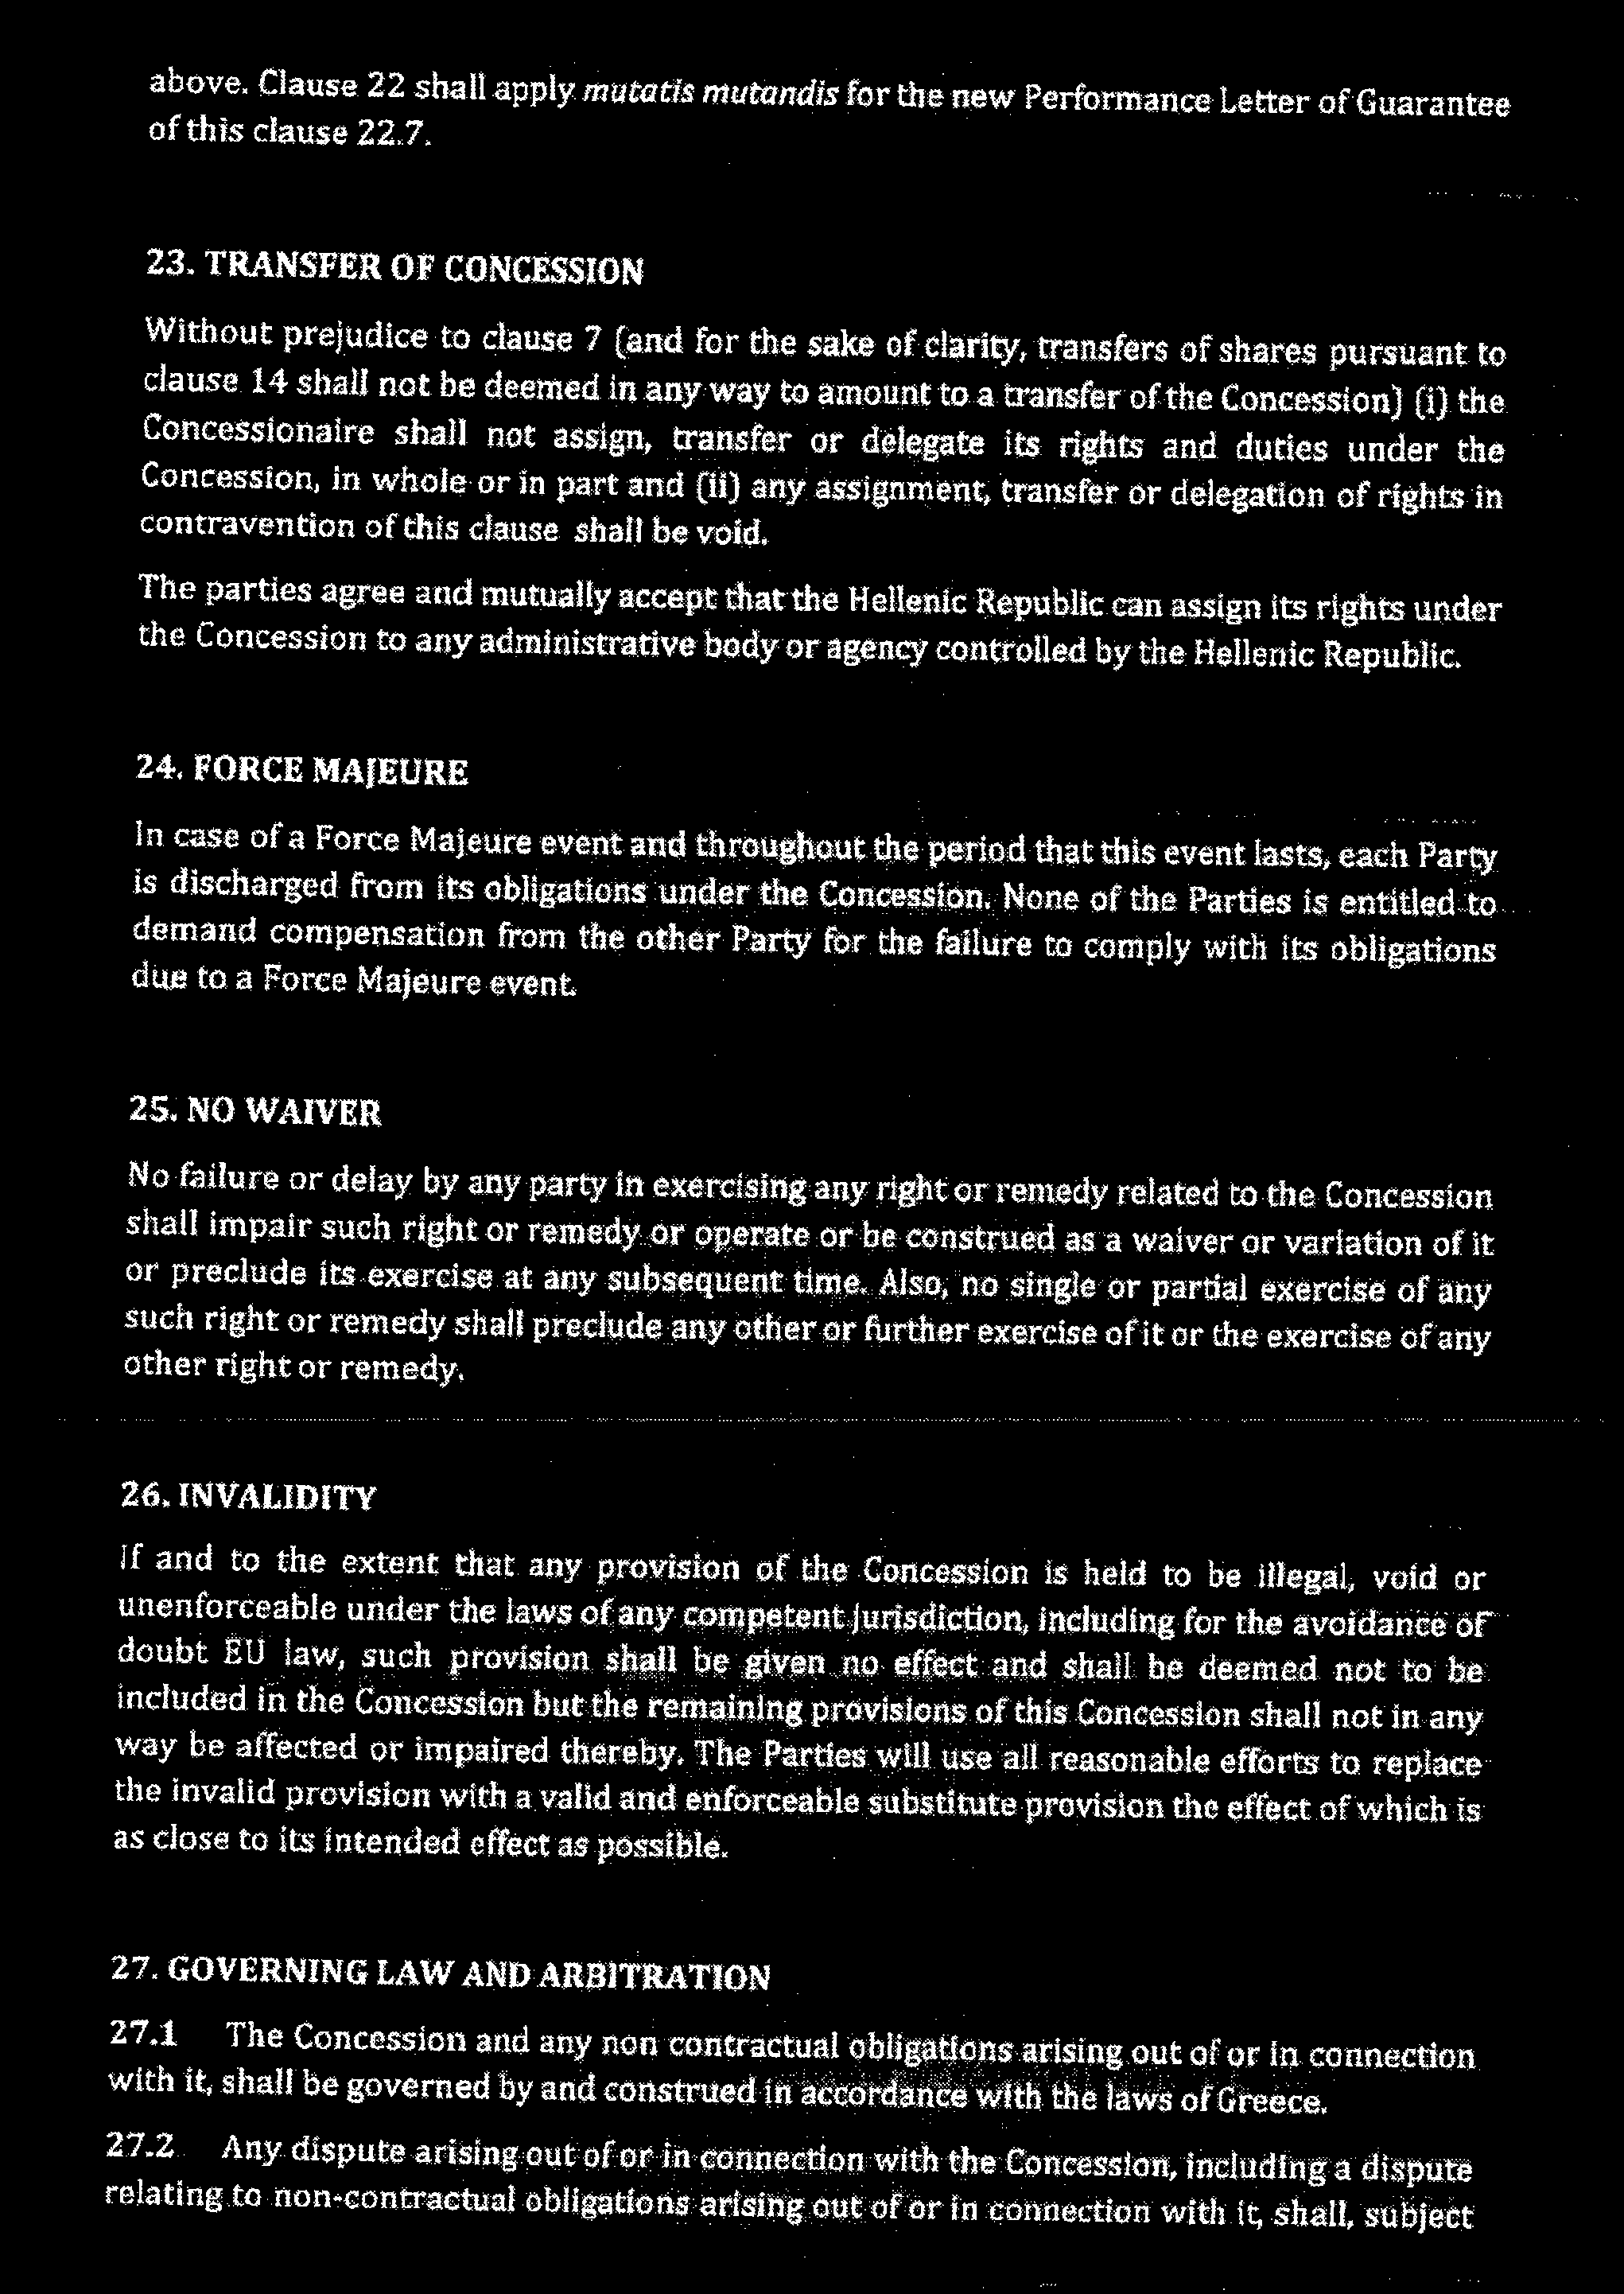 above. Clause 22 shall apply mutatis mutandis for the new Performance Letter of Guarantee
of this clause 22.7.
23. TRANSFER OF CONCESSION
Without prejudice to clause 7 (and for the sake of clarity, transfers of shares pursuant to
clause 14 shall not be deemed in any way to amount to a transfer of the Concession) (i) the
Concessionaire shall not assign, transfer or delegate its rights and duties under the
Concession, in whole or in part and (ii) any assignment, transfer or delegation of rights in
contravention of this clause shall be void.
The parties agree and mutually accept that the Hellenic Republic can assign its rights under
the Concession to any administrative body or agency controlled by the Hellenic Republic.
24. FORCE MAJEURE
In case of a Force Majeure event and throughout the period that this event lasts, each Party
is discharged from its obligations under the Concession. None of the Parties is entitled to
demand compensation from the other Party for the failure to comply with its obligations
due to a Force Majeure event.
25. NO WAIVER
No failure or delay by any party in exercising any right or remedy related to the Concession
shall impair such right or remedy or operate or be construed as a waiver or variation of it
or preclude its exercise at any subsequent time. Also, no single or partial exercise of any
such right or remedy shall preclude any other or further exercise of it or the exercise of any
other right or remedy.
26. INVALIDITY
If and to the extent that any provision of the Concession is held to be illegal, void or
unenforceable under the laws of any competent jurisdiction, including for the avoidance of
doubt EU law, such provision shall be given no effect and shall be deemed not to be
included in the Concession but the remaining provisions of this Concession shall not in any
way be affected or impaired thereby. The Parties will use all reasonable efforts to replace
the invalid provision with a valid and enforceable substitute provision the effect of which is
as close to its intended effect as possible.
27. GOVERNING LAW AND ARBITRATION
27.1 The Concession and any non contractual obligations arising out of or in connection
with it, shall be governed by and construed in accordance with the laws of Greece.
27.2 Any dispute arising out of or in connection with the Concession, including a dispute
relating to non-contractual obligations arising out of or in connection with it, shall, subject